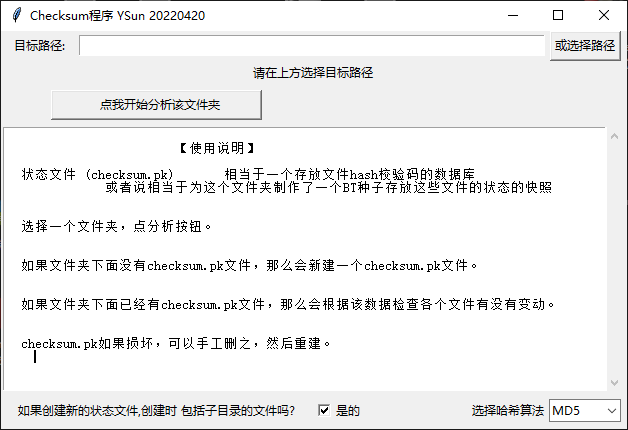 Checksum程序 YSun 20220420
目标路径:
或选择路径
请在上方选择目标路径
点我开始分析该文件夹
【使用说明】
状态文件 (checksum.pk) 相当于一个存放文件hash校验码的数据库
或者说相当于为这个文件夹制作了一个BT种子存放这些文件的状态的快照
选择一个文件夹，点分析按钮。
如果文件夹下面没有checksum.pk文件，那么会新建一个checksum.pk文件。
如果文件夹下面已经有checksum.pk文件，那么会根据该数据检查各个文件有没有变动。
checksum.pk如果损坏，可以手工删之，然后重建。
如果创建新的状态文件,创建时 包括子目录的文件吗? 是的 选择哈希算法 MD5